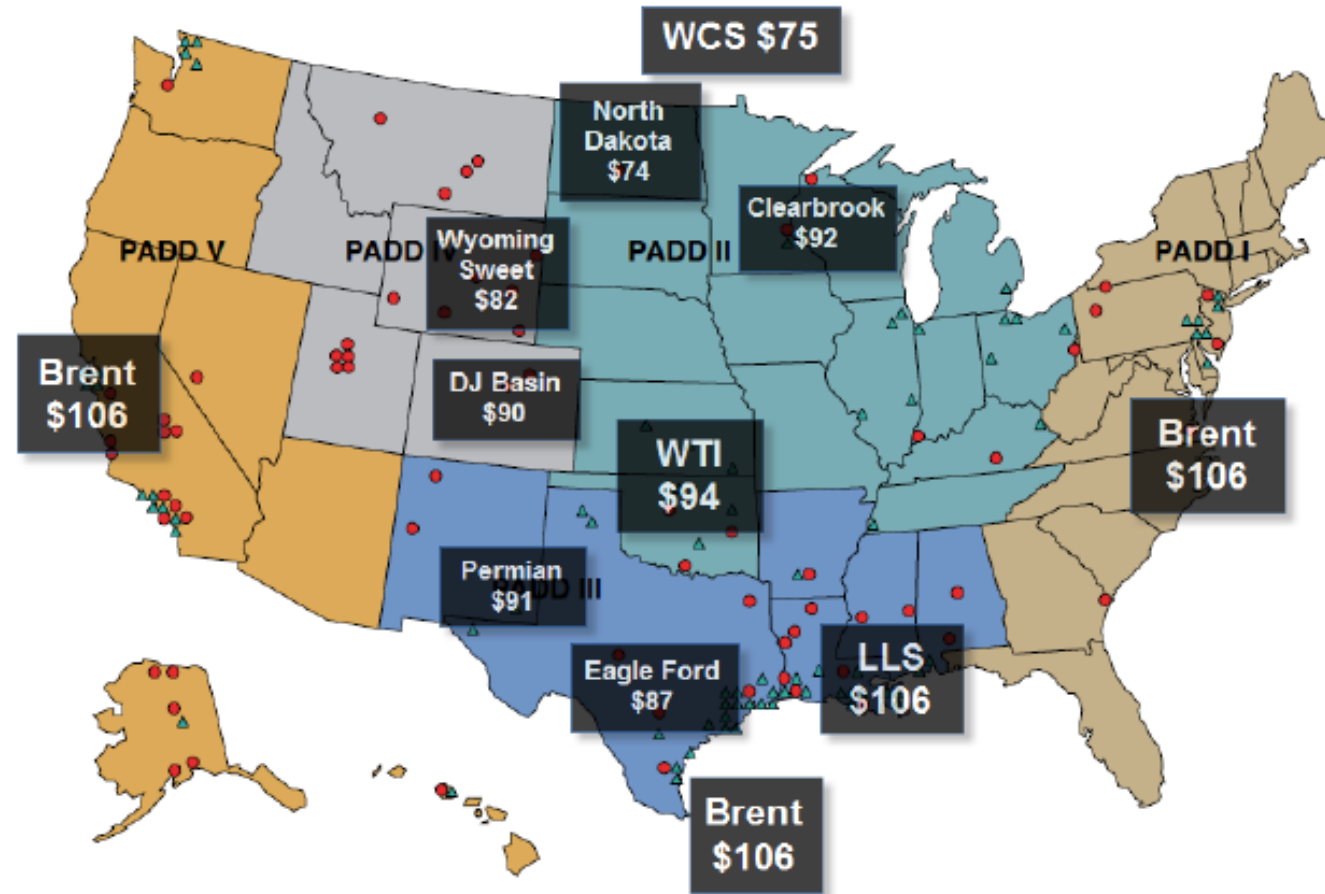 WCS $75
North
Dakota
$74
Clearbrook
$92
PADD V
PADD IV
Wyoming
Sweet
$82
PADD II
PADD I
Brent
$106
DJ Basin
$90
WTI
$94
Brent
$106
Permian
$91
PADD III
Eagle Ford
$87
LLS
$106
Brent
$106